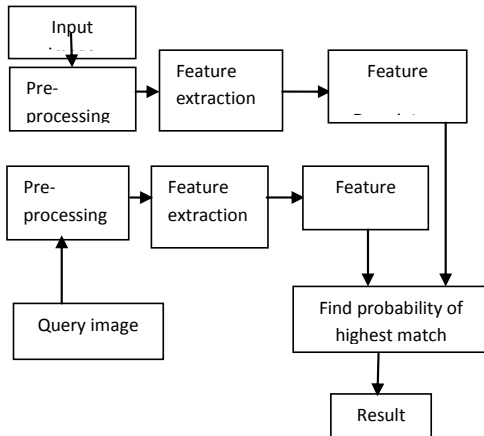 Input
Pre-
processing
Feature
extraction
Feature
Pre-
processing
Feature
extraction
Feature
Query image
Find probability of
highest match
Result